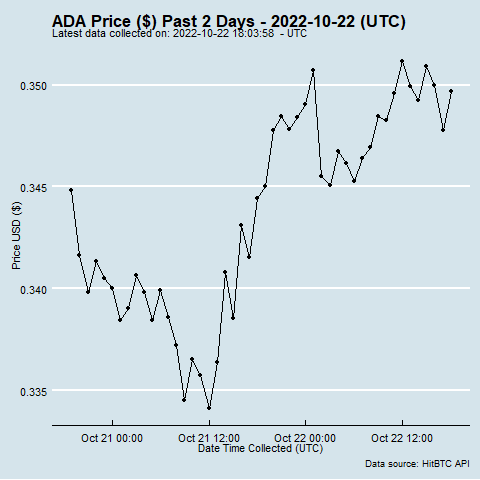 ADA Price ($) Past 2 Days - 2022-10-22 (UTC)
Latest data collected on: 2022-10-22 18:03:58  - UTC
0.350
0.345
0.340
0.335
Price USD ($)
Oct 21 00:00
Oct 21 12:00
Oct 22 00:00
Oct 22 12:00
Date Time Collected (UTC)
Data source: HitBTC API